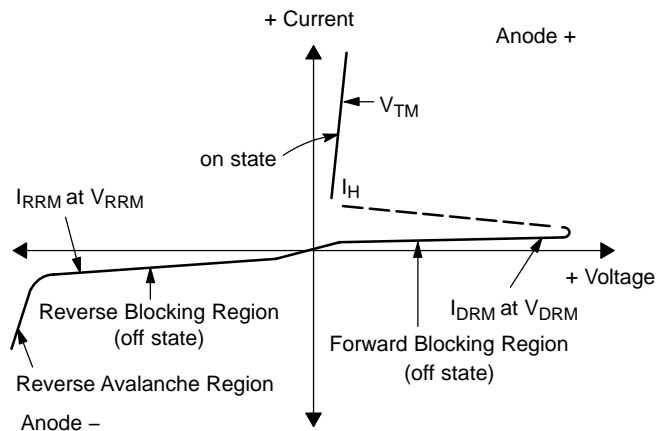 + Current
Anode +
V_TM
on state
I_H
I_RRM at V_RRM
+ Voltage
Reverse Blocking Region
(off state)
I_DRM at V_DRM
Forward Blocking Region
(off state)
Reverse Avalanche Region
Anode −